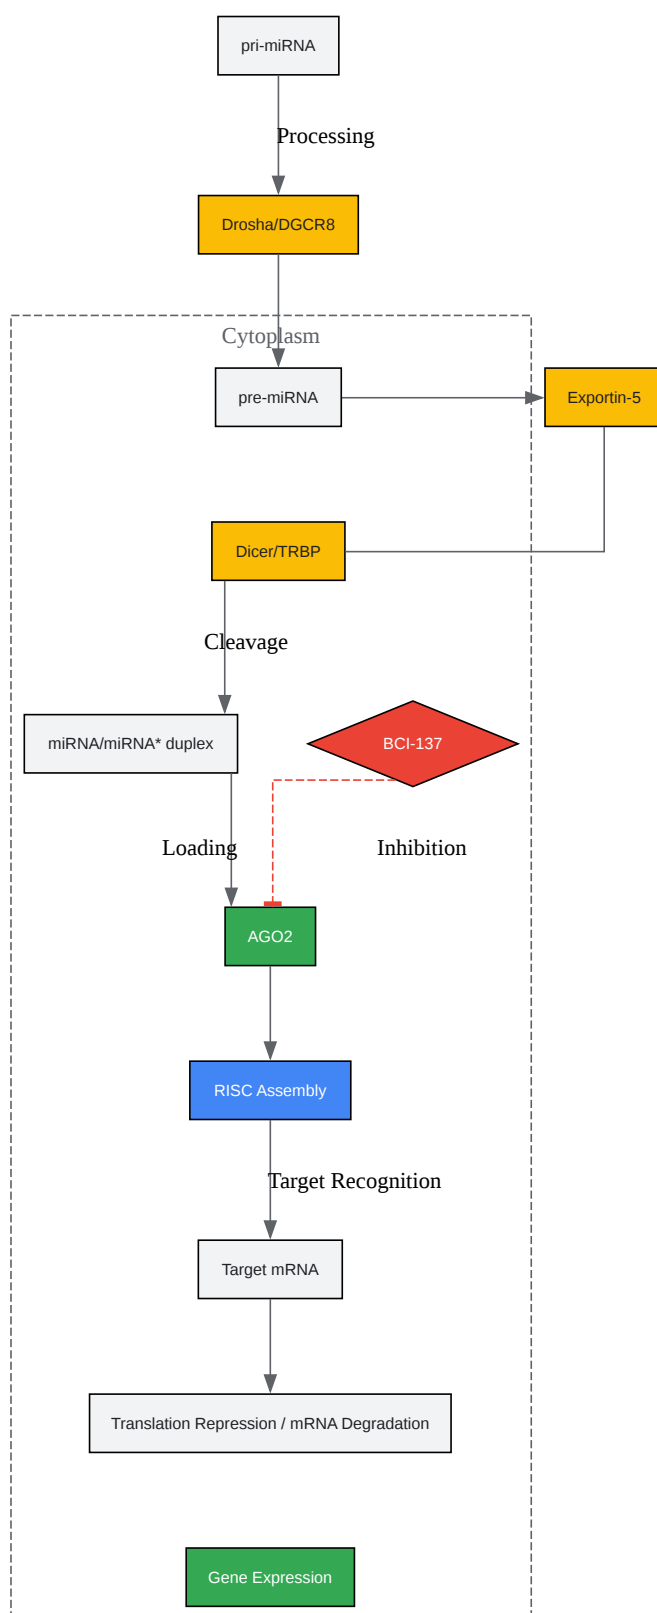 pri-miRNA
Processing
Drosha/DGCR8
Cytoplasm
pre-miRNA
Exportin-5
Dicer/TRBP
Cleavage
miRNA/miRNA* duplex
BCI-137
Loading
Inhibition
AGO2
RISC Assembly
Target Recognition
Target mRNA
Translation Repression / mRNA Degradation
Gene Expression